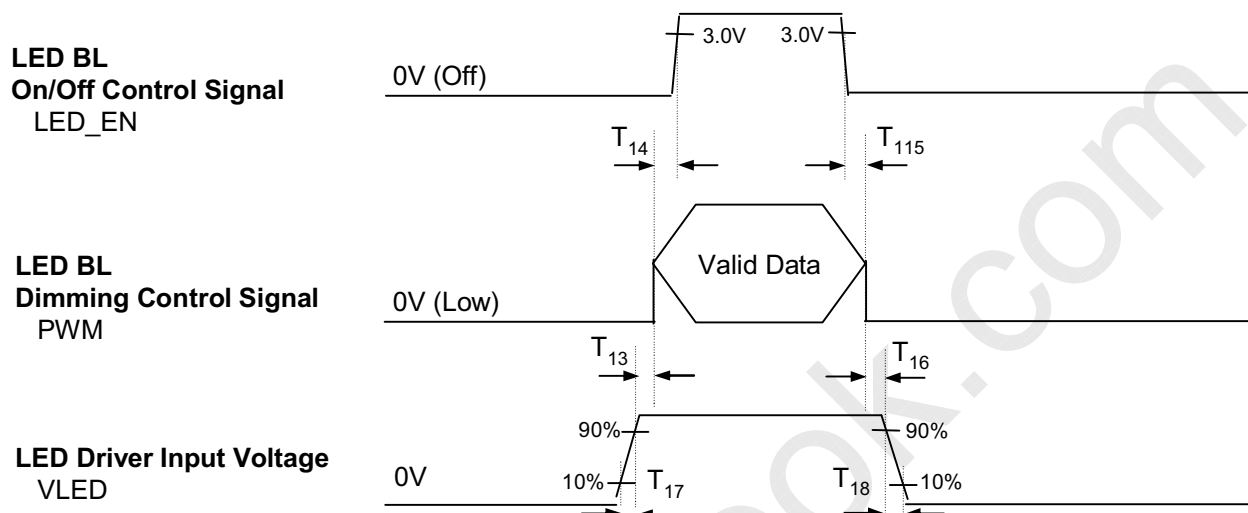 LED BL
On/Off Control Signal
LED_EN
0V (Off)
3.0V
3.0V
T14
T115
LED BL
Dimming Control Signal
PWM
0V (Low)
Valid Data
T13
T16
LED Driver Input Voltage
VLED
0V
90%
10%
T17
T18
90%
10%
ook.com